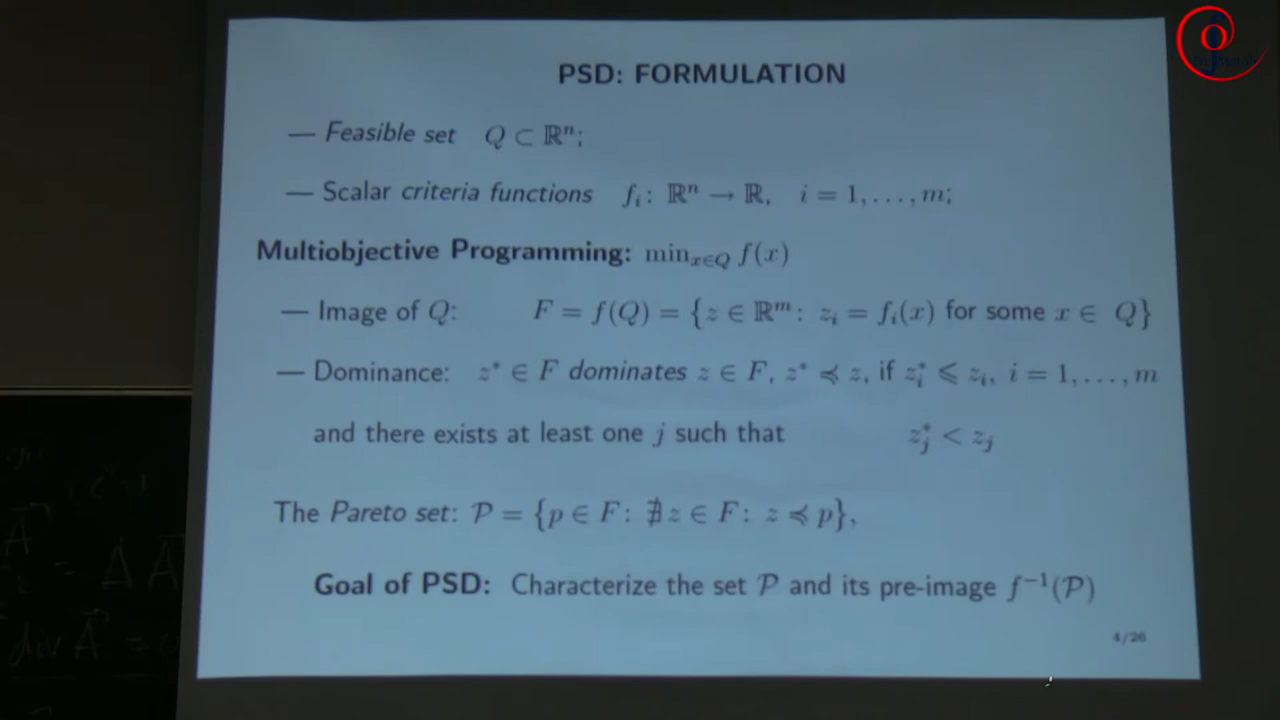 PSD: FORMULATION
— Feasible set Q ⊂ ℝⁿ;
— Scalar criteria functions fᵢ: ℝⁿ → ℝ, i = 1,...,m;
Multiobjective Programming: min_{x∈Q} f(x)
— Image of Q: F = f(Q) = {z ∈ ℝᵐ: zᵢ = fᵢ(x) for some x ∈ Q}
— Dominance: z* ∈ F dominates z ∈ F, z* ≼ z, if zᵢ* ⩽ zᵢ, i = 1,...,m
and there exists at least one j such that zⱼ* < zⱼ
The Pareto set: 𝒫 = {p ∈ F: ∄ z ∈ F: z ≼ p},
Goal of PSD: Characterize the set 𝒫 and its pre-image f⁻¹(𝒫)
4/26